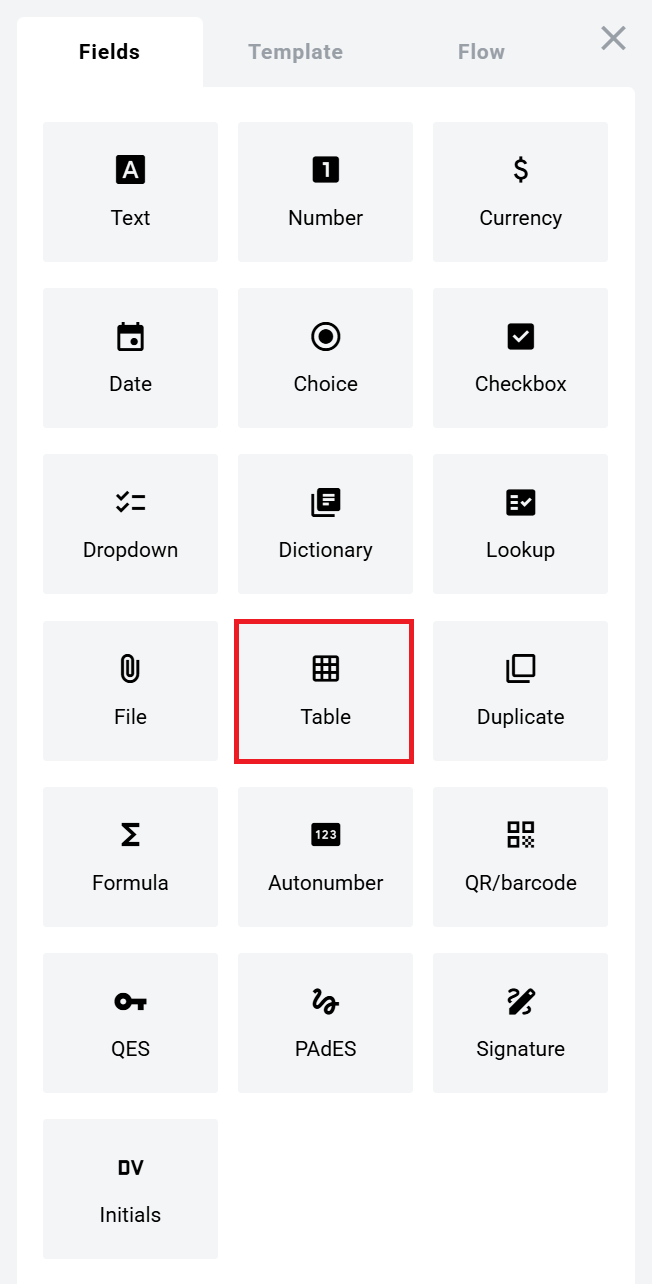 Fields Template Flow
A 1 $
Text Number Currency
Date Choice Checkbox
Dropdown Dictionary Lookup
File Table Duplicate
Σ 123
Formula Autonumber QR/barcode
QES PAdES Signature
DV
Initials